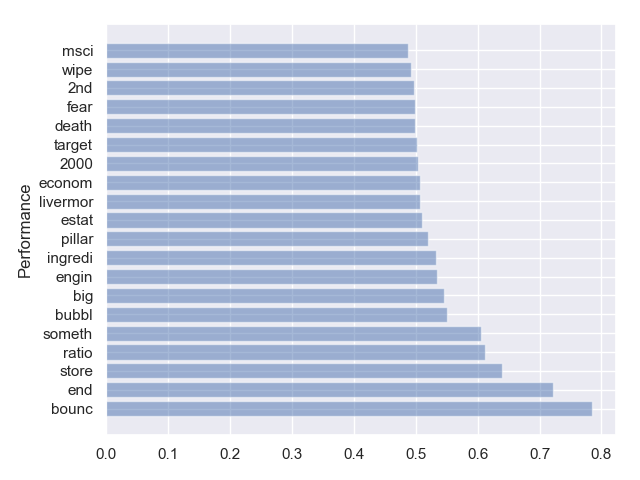 msci
wipe
2nd
fear
death
target
2000
econom
livermor
estat
pillar
ingredi
engin
big
bubbl
someth
ratio
store
end
bounc
Performance
0.0 0.1 0.2 0.3 0.4 0.5 0.6 0.7 0.8